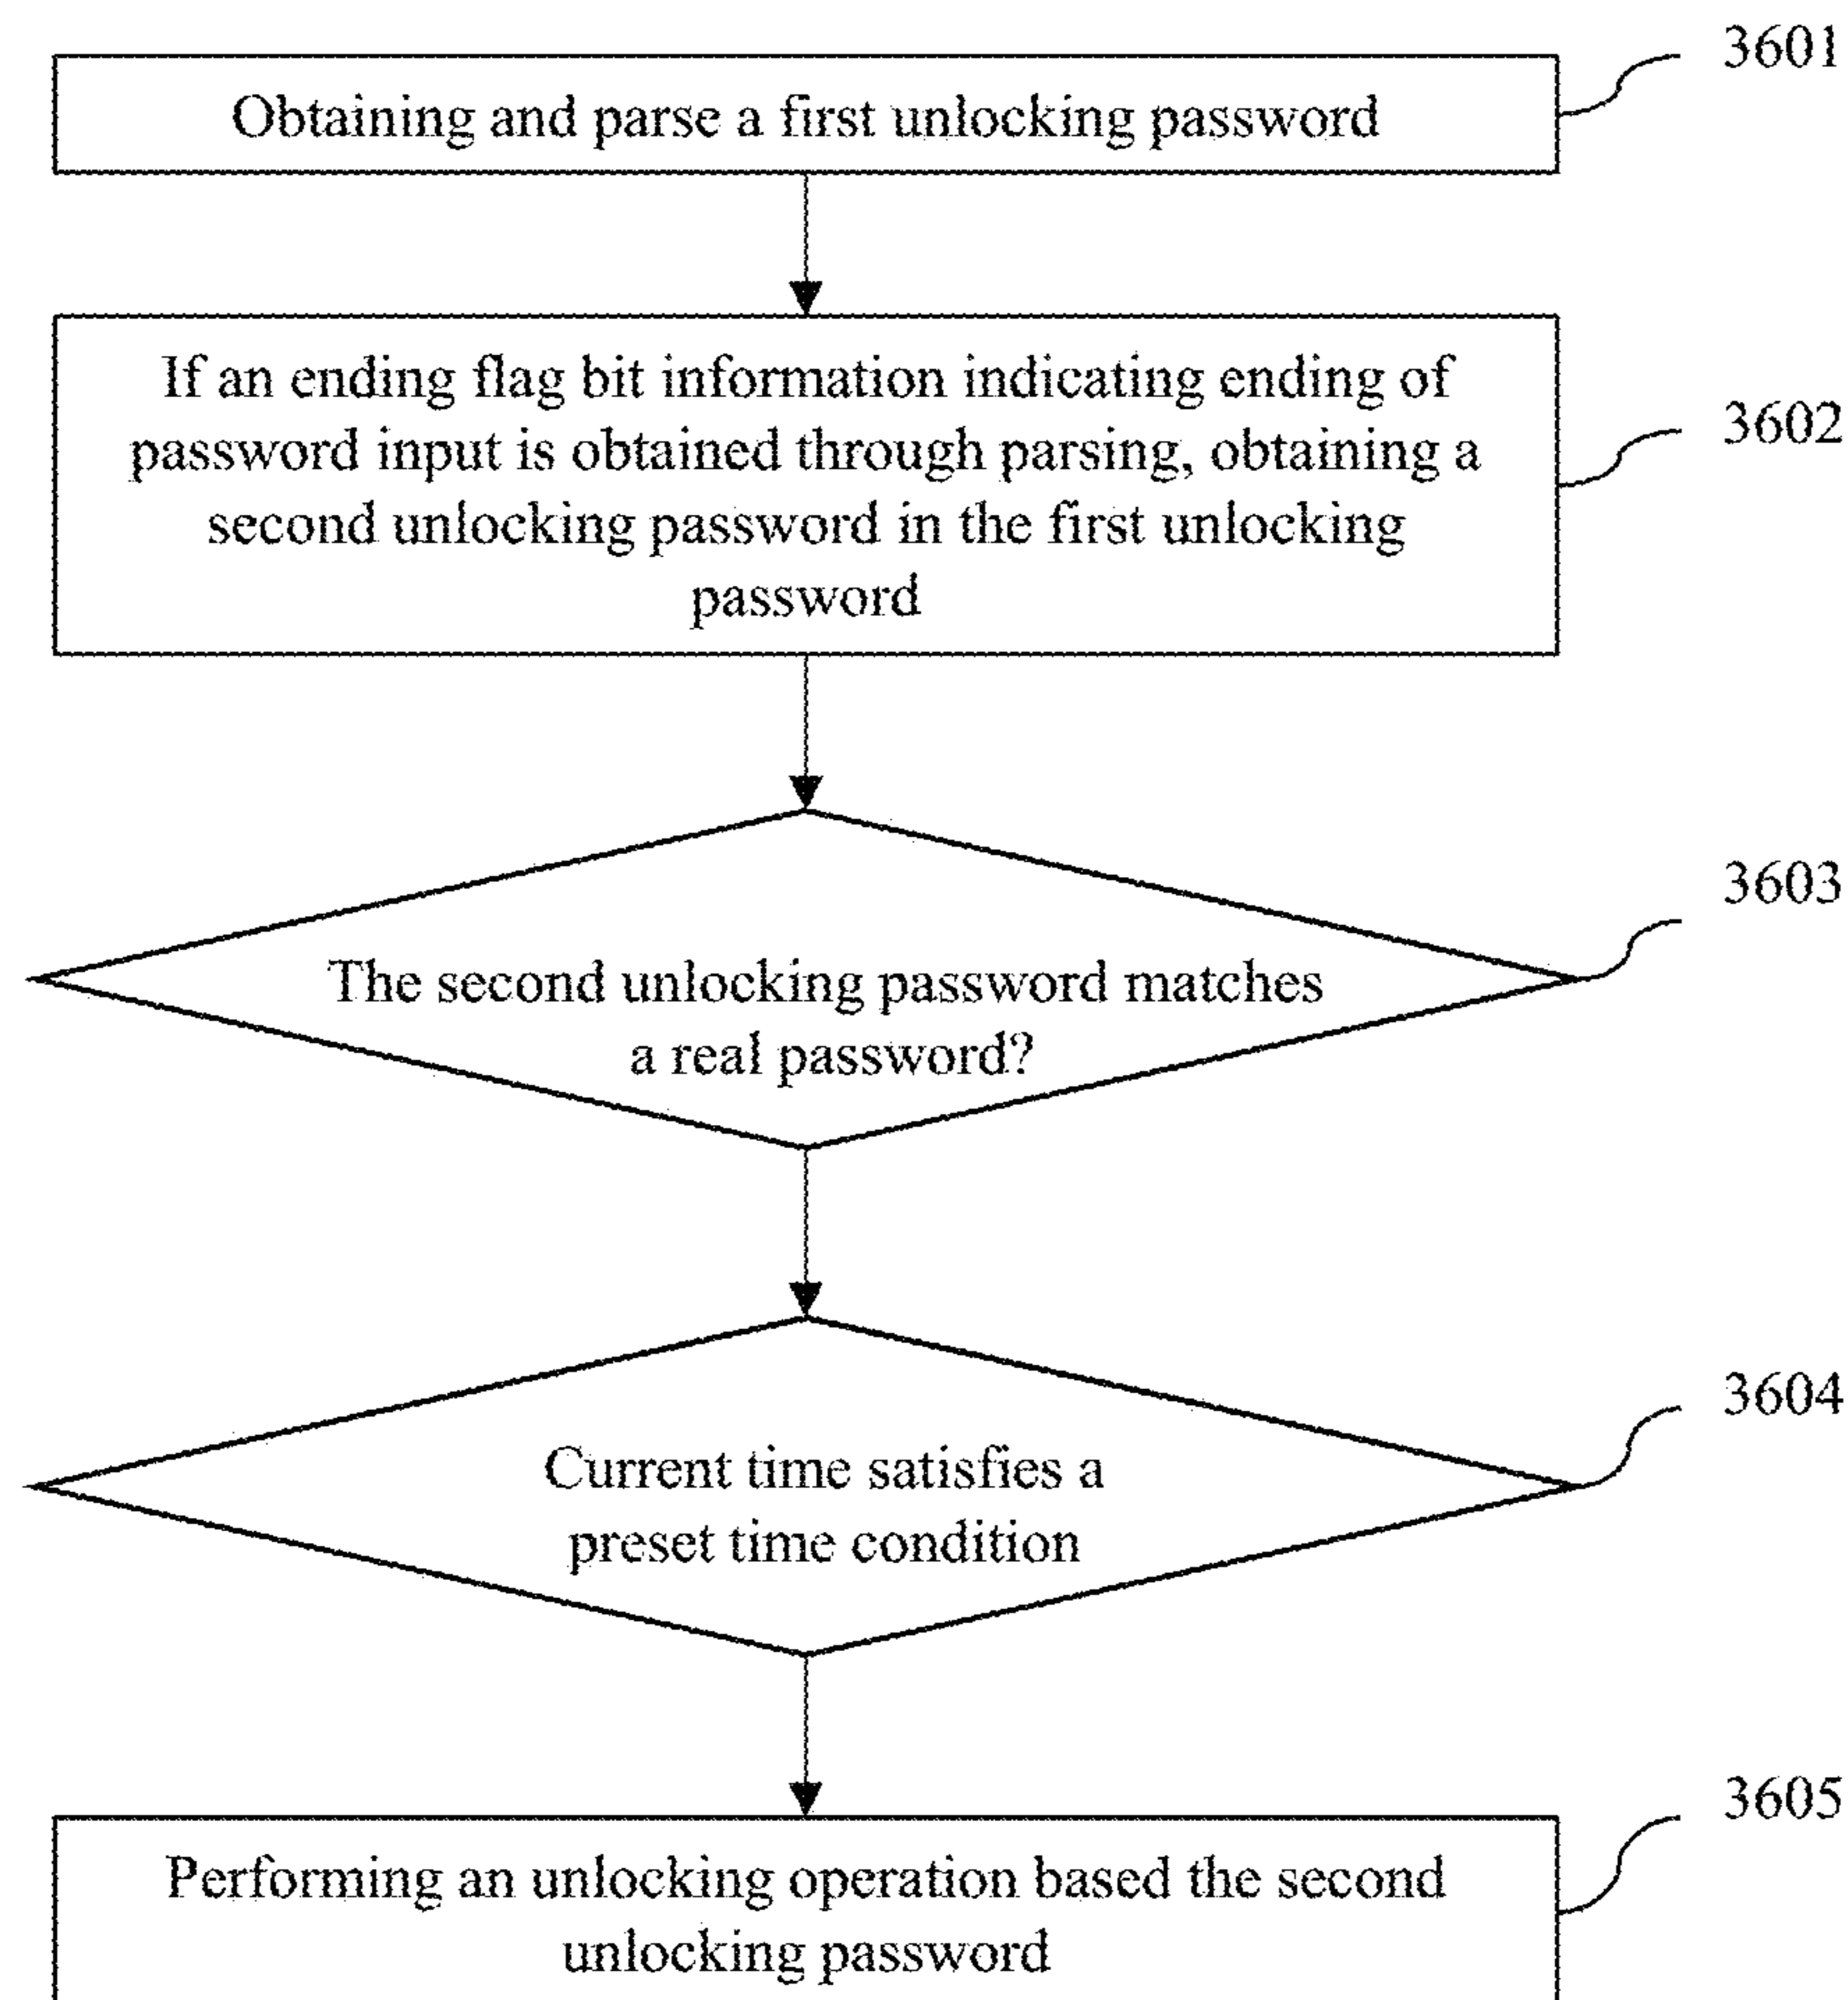 3601
Obtaining and parse a first unlocking password
If an ending flag bit information indicating ending of
password input is obtained through parsing, obtaining a
second unlocking password in the first unlocking
password
3602
3603
The second unlocking password matches
a real password?
3604
Current time satisfies a
preset time condition
3605
Performing an unlocking operation based the second
unlocking password